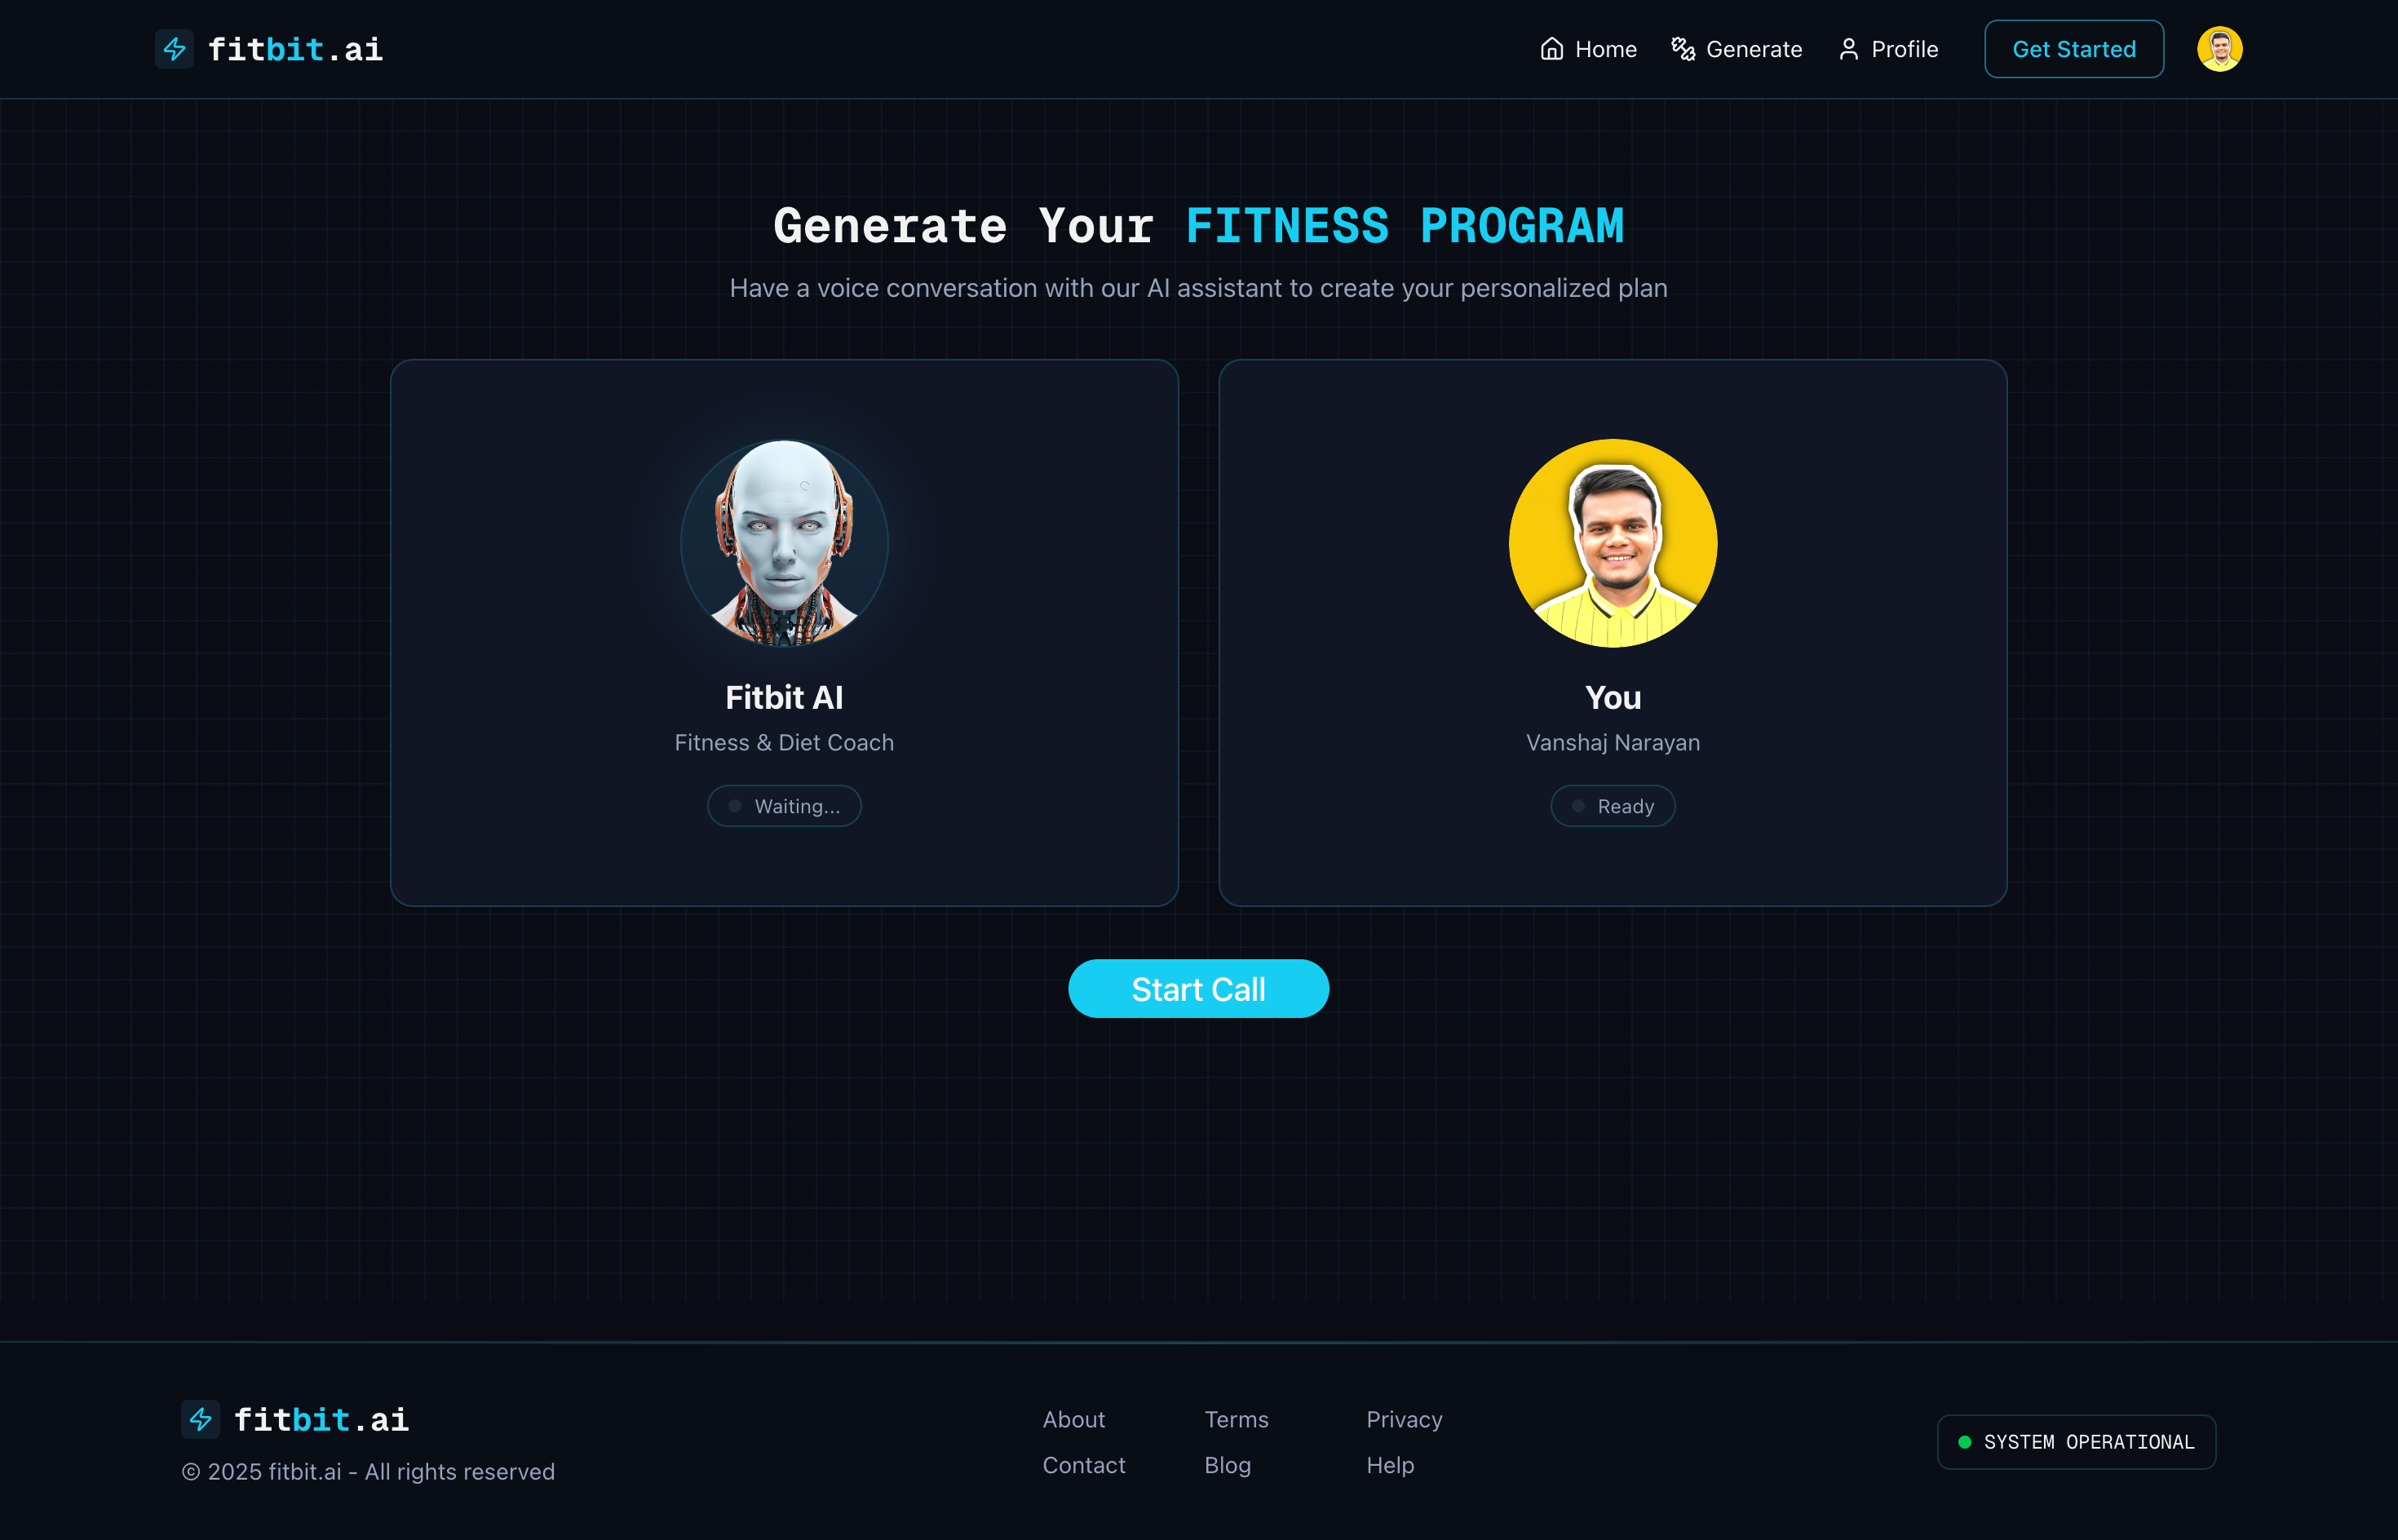 fitbit.ai
Home Generate Profile Get Started
Generate Your FITNESS PROGRAM
Have a voice conversation with our AI assistant to create your personalized plan
Fitbit AI
Fitness & Diet Coach
Waiting...
You
Vanshaj Narayan
Ready
Start Call
fitbit.ai
© 2025 fitbit.ai - All rights reserved
About Terms Privacy
Contact Blog Help
SYSTEM OPERATIONAL